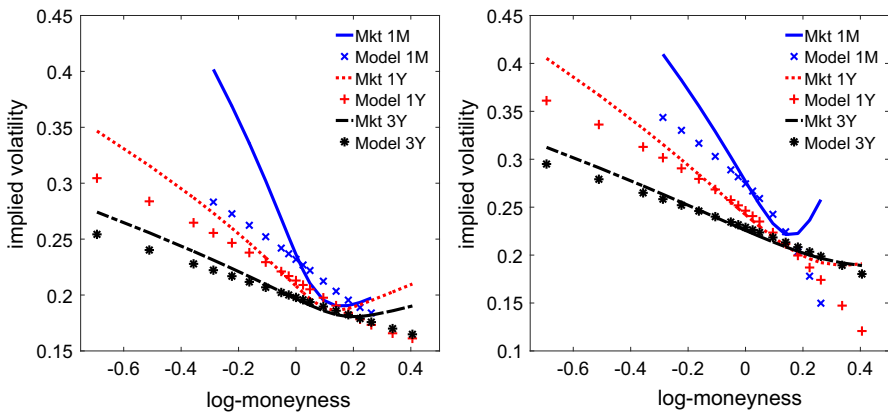 0.45
0.4
0.35
0.3
0.25
0.2
0.15
-0.6 -0.4 -0.2 0 0.2 0.4
log-moneyness
implied volatility
Mkt 1M
Model 1M
Mkt 1Y
Model 1Y
Mkt 3Y
Model 3Y
0.45
0.4
0.35
0.3
0.25
0.2
0.15
0.1
-0.6 -0.4 -0.2 0 0.2 0.4
log-moneyness
implied volatility
Mkt 1M
Model 1M
Mkt 1Y
Model 1Y
Mkt 3Y
Model 3Y